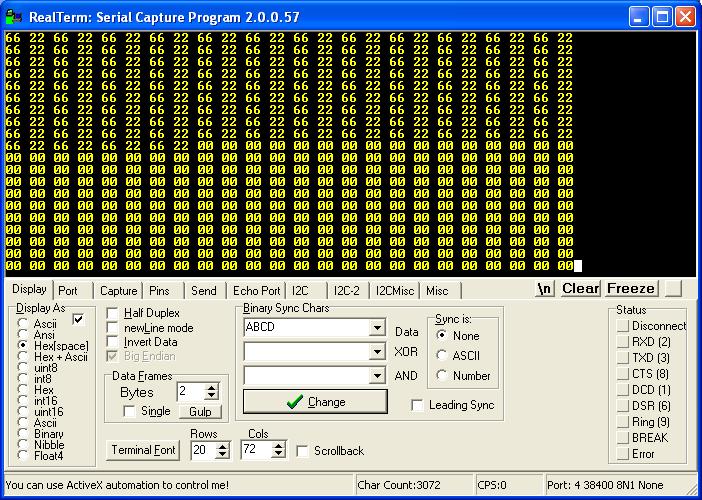 RealTerm: Serial Capture Program 2.0.0.57
66 22 66 22 66 22 66 22 66 22 66 22 66 22 66 22 66 22 66 22 66 22 66 22
66 22 66 22 66 22 66 22 66 22 66 22 66 22 66 22 66 22 66 22 66 22 66 22
66 22 66 22 66 22 66 22 66 22 66 22 66 22 66 22 66 22 66 22 66 22 66 22
66 22 66 22 66 22 66 22 66 22 66 22 66 22 66 22 66 22 66 22 66 22 66 22
66 22 66 22 66 22 66 22 66 22 66 22 66 22 66 22 66 22 66 22 66 22 66 22
66 22 66 22 66 22 66 22 66 22 66 22 66 22 66 22 66 22 66 22 66 22 66 22
66 22 66 22 66 22 66 22 66 22 66 22 66 22 66 22 66 22 66 22 66 22 66 22
66 22 66 22 66 22 66 22 66 22 66 22 66 22 66 22 66 22 66 22 66 22 66 22
66 22 66 22 66 22 66 22 66 22 66 22 66 22 66 22 66 22 66 22 66 22 66 22
66 22 66 22 66 22 66 22 00 00 00 00 00 00 00 00 00 00 00 00 00 00 00 00
00 00 00 00 00 00 00 00 00 00 00 00 00 00 00 00 00 00 00 00 00 00 00 00
00 00 00 00 00 00 00 00 00 00 00 00 00 00 00 00 00 00 00 00 00 00 00 00
00 00 00 00 00 00 00 00 00 00 00 00 00 00 00 00 00 00 00 00 00 00 00 00
00 00 00 00 00 00 00 00 00 00 00 00 00 00 00 00 00 00 00 00 00 00 00 00
00 00 00 00 00 00 00 00 00 00 00 00 00 00 00 00 00 00 00 00 00 00 00 00
00 00 00 00 00 00 00 00 00 00 00 00 00 00 00 00 00 00 00 00 00 00 00 00
00 00 00 00 00 00 00 00 00 00 00 00 00 00 00 00 00 00 00 00 00 00 00 00
00 00 00 00 00 00 00 00 00 00 00 00 00 00 00 00 00 00 00 00 00 00 00 00
00 00 00 00 00 00 00 00 00 00 00 00 00 00 00 00 00 00 00 00 00 00 00 00
00 00 00 00 00 00 00 00 00 00 00 00 00 00 00 00 00 00 00 00 00 00 00 00
Display Port Capture Pins Send Echo Port I2C I2C-2 I2CMisc Misc \n Clear Freeze
Display As
Ascii
Ansi
Hex[space]
Hex + Ascii
uint8
int8
Hex
int16
uint16
Ascii
Binary
Nibble
Float4
Half Duplex
newLine mode
Invert Data
Big Endian
Data Frames
Bytes 2
Single Gulp
Terminal Font
Rows
20
Cols
72
Scrollback
Binary Sync Chars
ABCD Data
XOR
AND
Change
Sync is:
None
ASCII
Number
Leading Sync
Status
Disconnect
RXD (2)
TXD (3)
CTS (8)
DCD (1)
DSR (6)
Ring (9)
BREAK
Error
You can use ActiveX automation to control me! Char Count:3072 CPS:0 Port: 4 38400 8N1 None